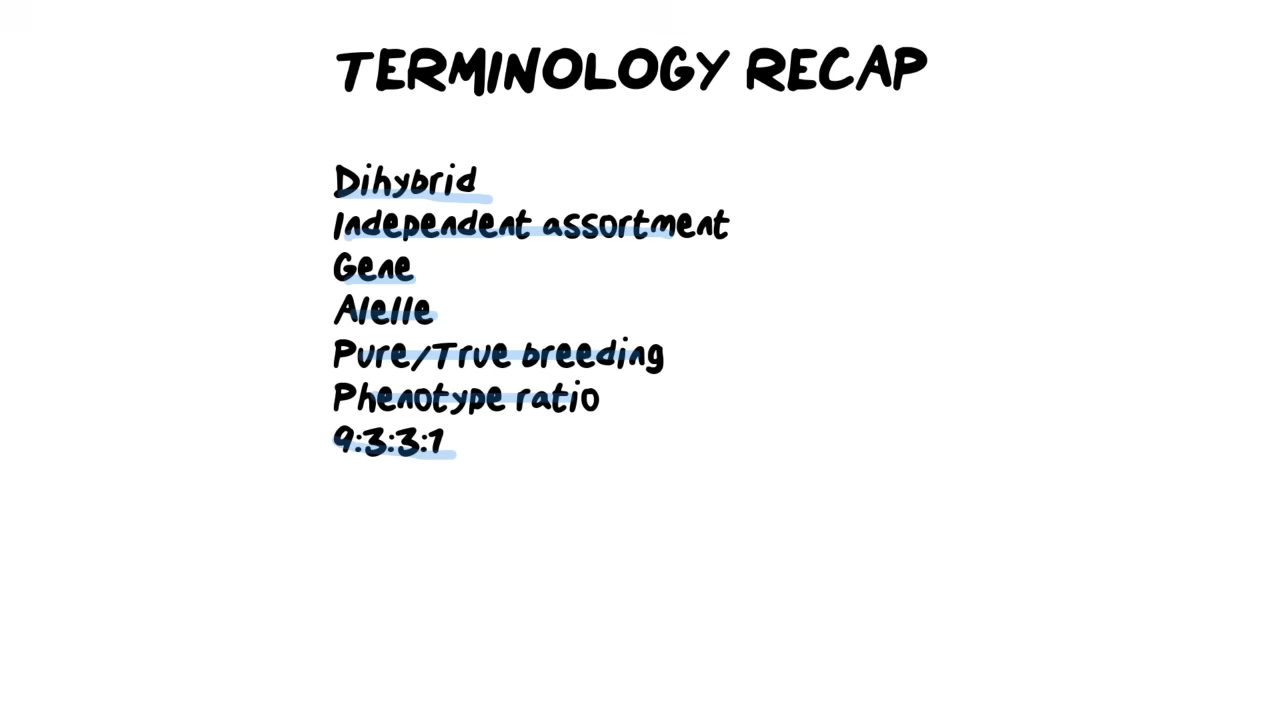 TERMINOLOGY RECAP
Dihybrid
Independent assortment
Gene
Alelle
Pure/True breeding
Phenotype ratio
9:3:3:1